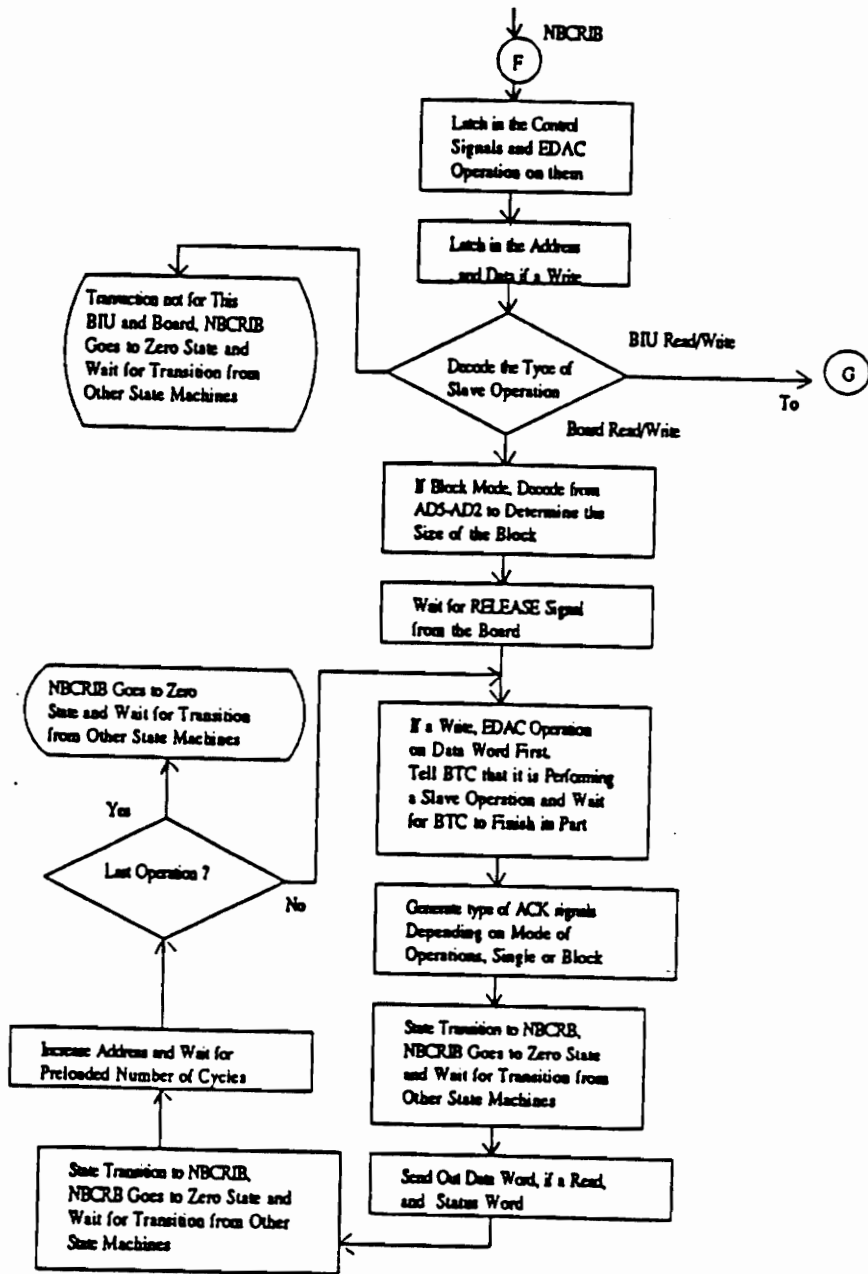 NBCRIB
F
Latch in the Control
Signals and EDAC
Operation on them
Latch in the Address
and Data if a Write
Transaction not for This
BIU and Board, NBCRIB
Goes to Zero State and
Wait for Transition from
Other State Machines
Decode the Type of
Slave Operation
BIU Read/Write
To
G
Board Read/Write
If Block Mode, Decode from
AD5-AD2 to Determine the
Size of the Block
Wait for RELEASE Signal
from the Board
NBCRIB Goes to Zero
State and Wait for Transition
from Other State Machines
If a Write, EDAC Operation
on Data Word First.
Tell BTC that it is Performing
a Slave Operation and Wait
for BTC to Finish its Part
Yes
Last Operation ?
No
Generate type of ACK signals
Depending on Mode of
Operations, Single or Block
State Transition to NBCRB,
NBCRIB Goes to Zero State
and Wait for Transition from
Other State Machines
Increase Address and Wait for
Preloaded Number of Cycles
Send Out Data Word, if a Read,
and Status Word
State Transition to NBCRIB,
NBCRB Goes to Zero State and
Wait for Transition from Other
State Machines